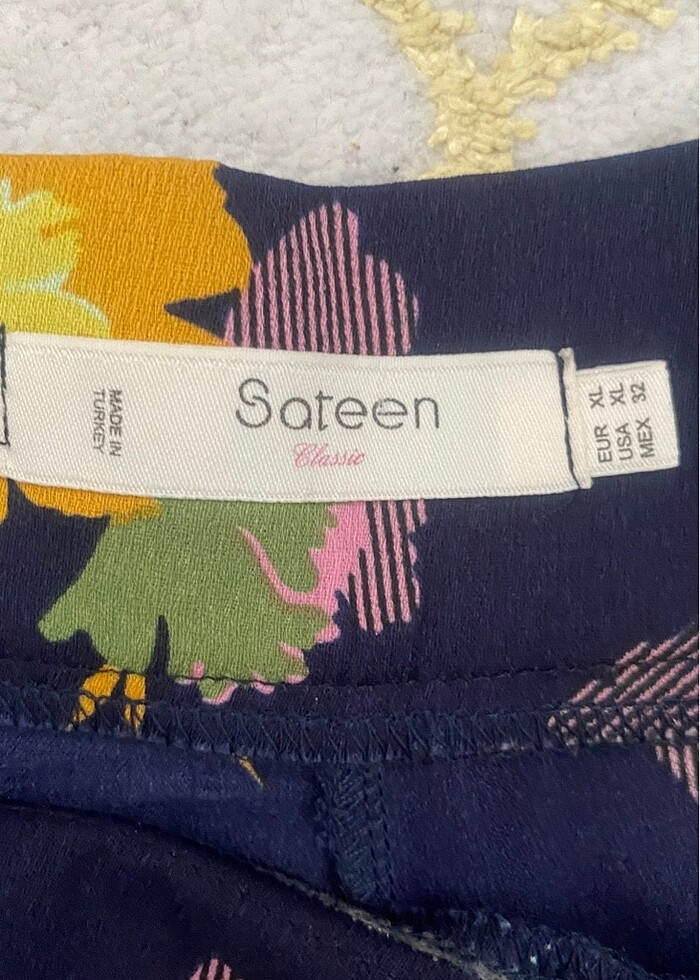 MADE IN
TURKEY
Sateen
Classic
EUR XL
USA XL
MEX 32